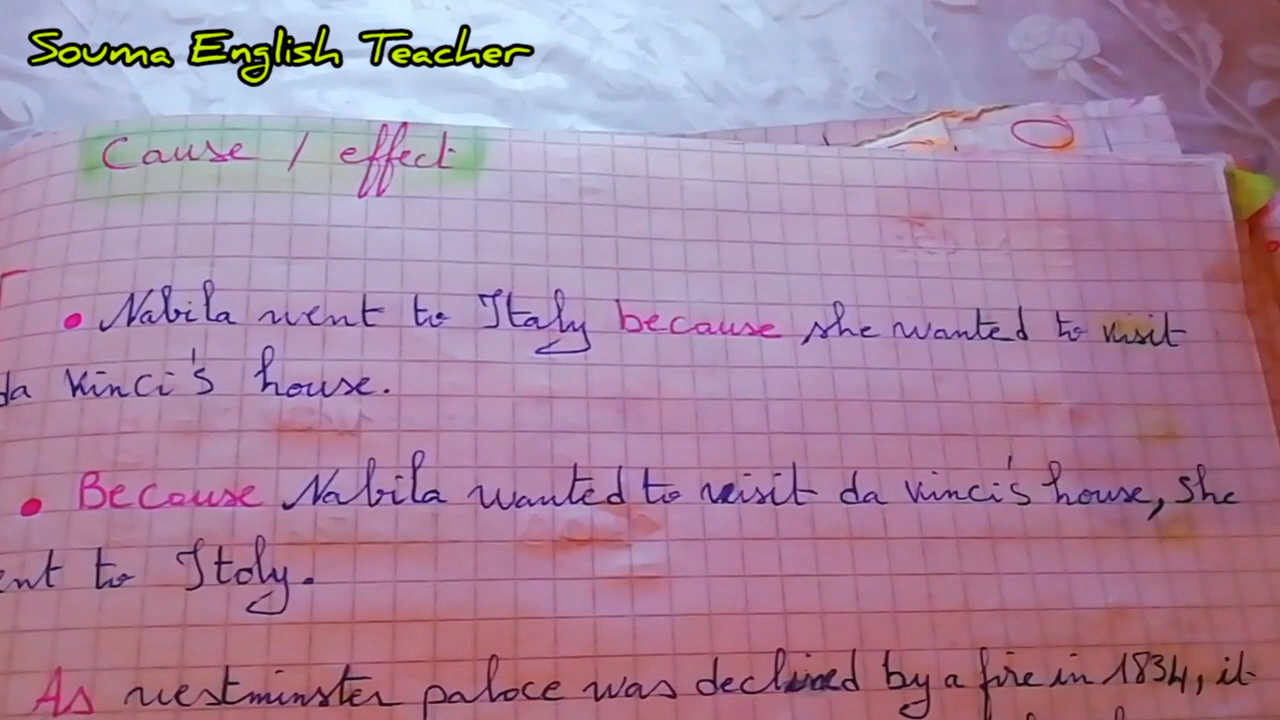 Souma English Teacher
Cause / effect
• Nabila went to Italy because she wanted to visit
da Vinci's house.
• Because Nabila wanted to visit da Vinci's house, she
ent to Italy.
As westminster palace was by a fire in 1834, it